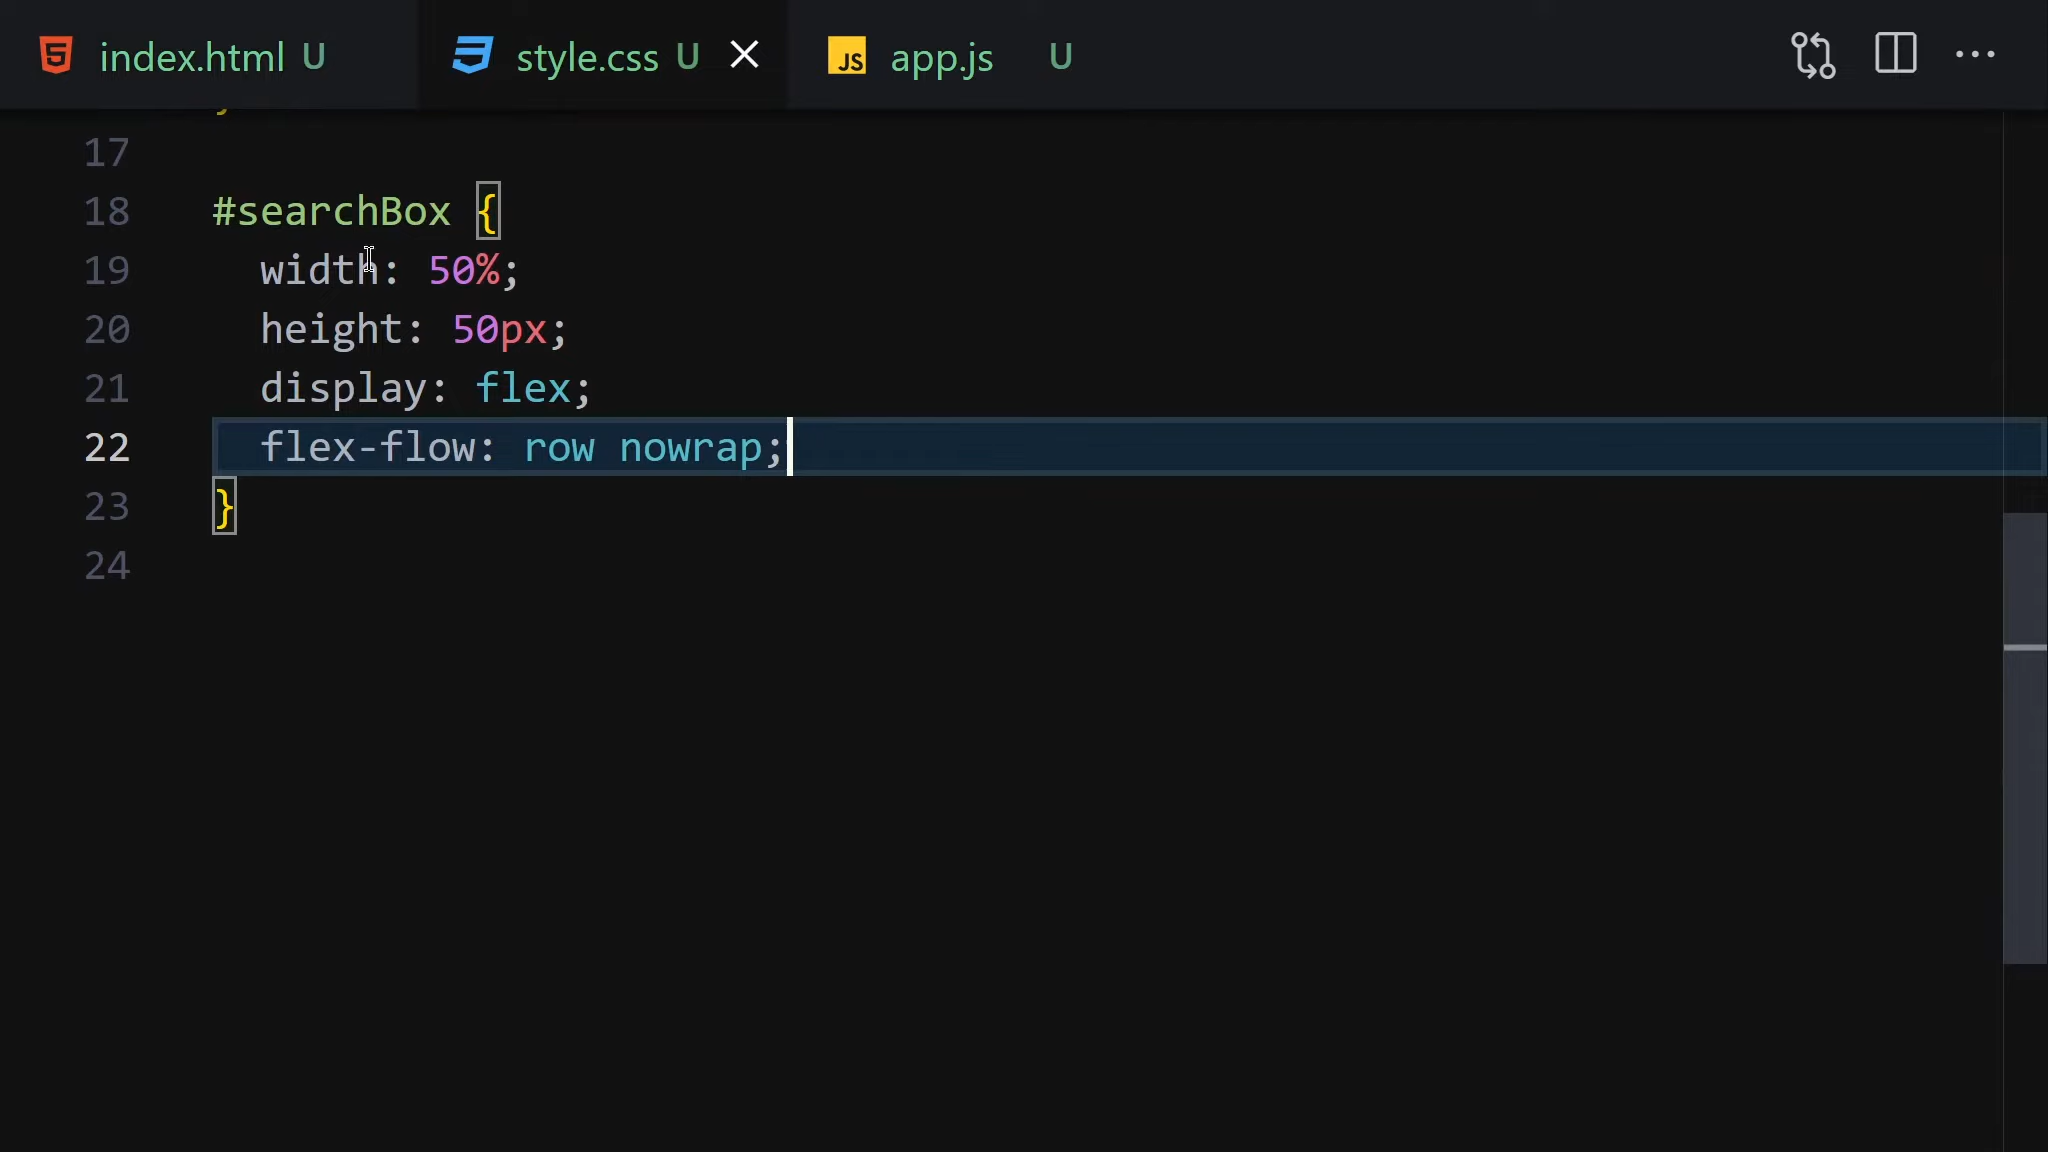 index.html U style.css U JS app.js U
17
18 #searchBox {
19 width: 50%;
20 height: 50px;
21 display: flex;
22 flex-flow: row nowrap;
23 }
24